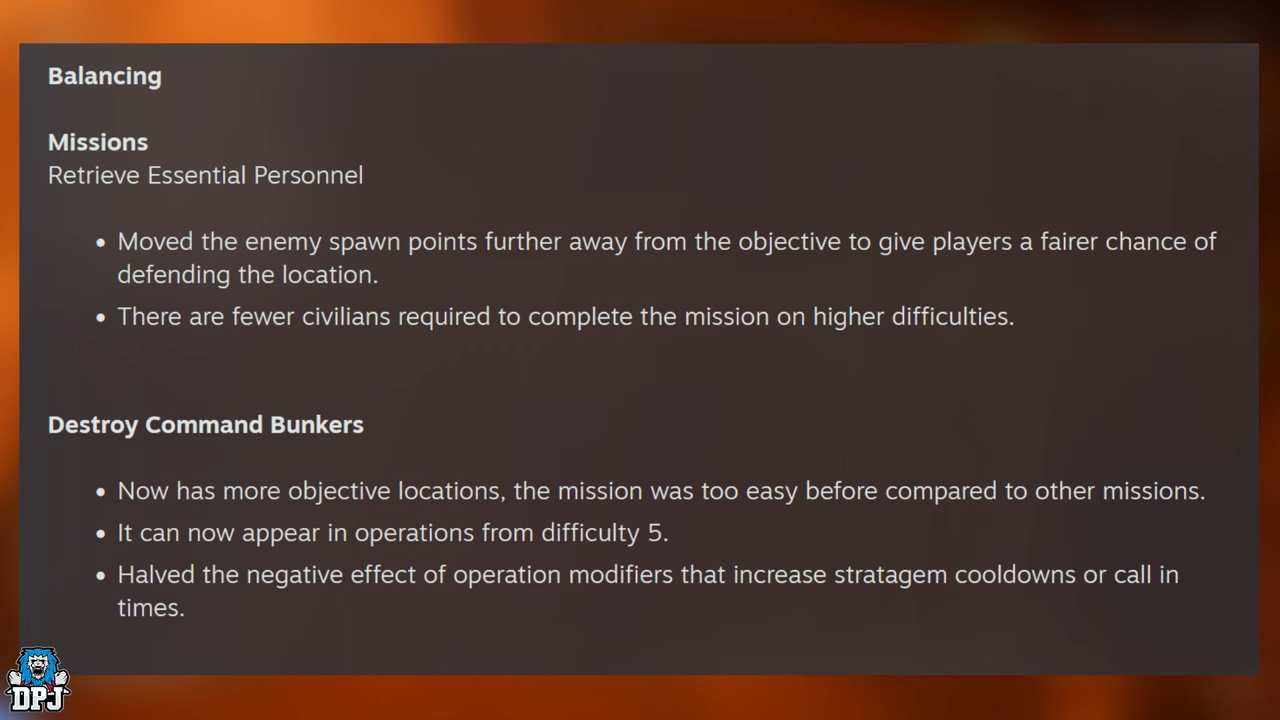 Balancing
Missions
Retrieve Essential Personnel
• Moved the enemy spawn points further away from the objective to give players a fairer chance of
defending the location.
• There are fewer civilians required to complete the mission on higher difficulties.
Destroy Command Bunkers
• Now has more objective locations, the mission was too easy before compared to other missions.
• It can now appear in operations from difficulty 5.
• Halved the negative effect of operation modifiers that increase stratagem cooldowns or call in
times.
DPJ